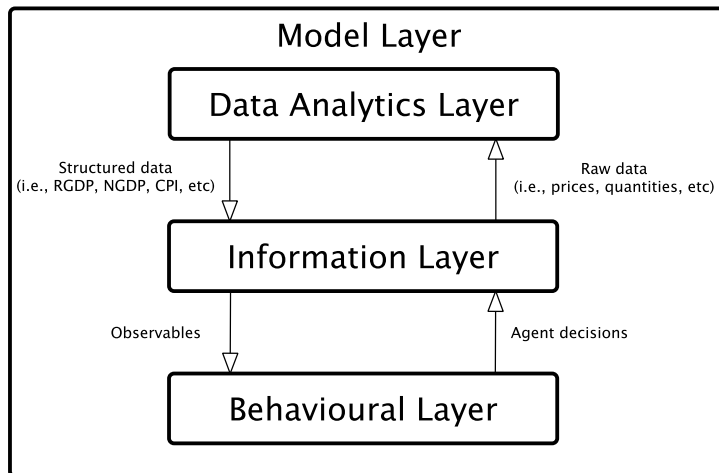 Model Layer
Data Analytics Layer
Structured data
(i.e., RGDP, NGDP, CPI, etc)
Raw data
(i.e., prices, quantities, etc)
Information Layer
Observables
Agent decisions
Behavioural Layer